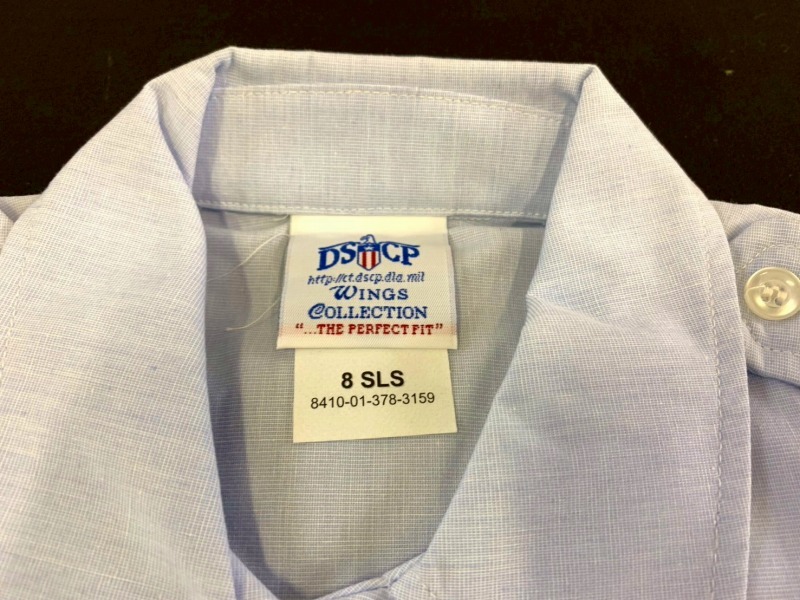 DSCP
http://ct.dscp.dla.mil
WINGS
COLLECTION
"...THE PERFECT FIT"
8 SLS
8410-01-378-3159